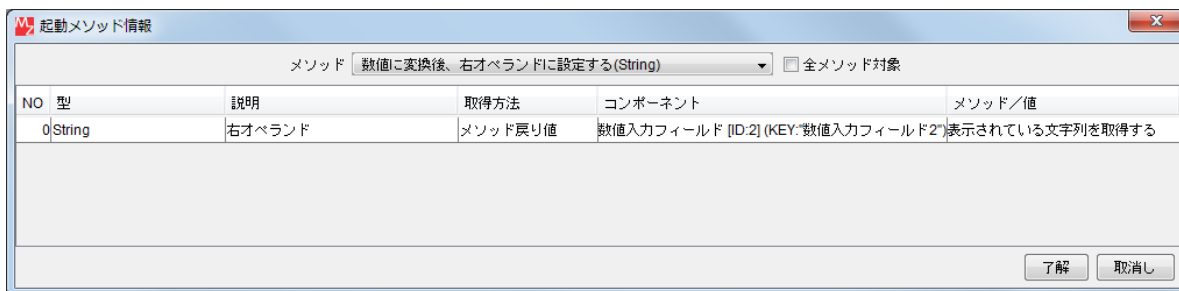 起動メソッド情報
メソッド 数値に変換後、右オペランドに設定する(String) 全メソッド対象
NO 型 説明 取得方法 コンポーネント メソッド／値
0 String 右オペランド メソッド戻り値 数値入力フィールド [ID:2] (KEY:"数値入力フィールド2") 表示されている文字列を取得する
了解 取消し